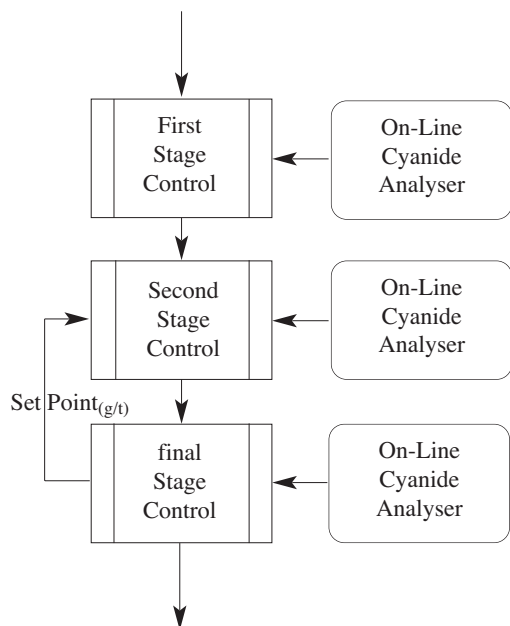 First
Stage
Control
On-Line
Cyanide
Analyser
Second
Stage
Control
On-Line
Cyanide
Analyser
Set Point(g/t)
final
Stage
Control
On-Line
Cyanide
Analyser